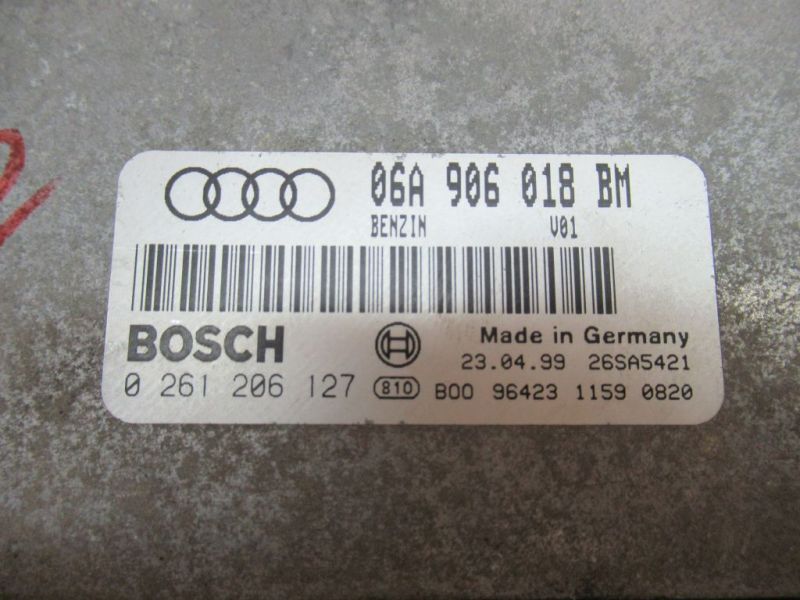 06A 906 018 BM
BENZIN V01
BOSCH
Made in Germany
23.04.99 26SA5421
0 261 206 127 810 B00 96423 1159 0820